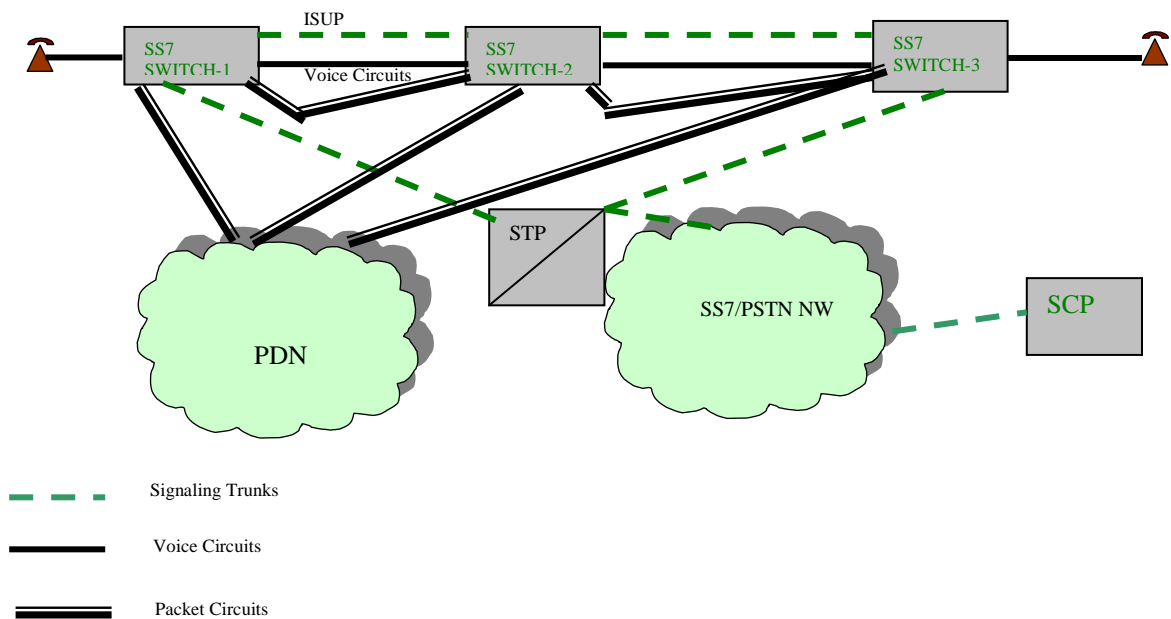 ISUP
SS7
SWITCH-1
SS7
SWITCH-2
SS7
SWITCH-3
Voice Circuits
STP
SS7/PSTN NW
SCP
PDN
Signaling Trunks
Voice Circuits
Packet Circuits